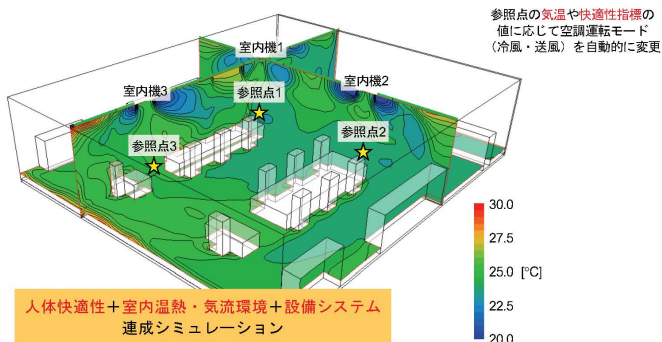 参照点の気温や快適性指標の
値に応じて空調運転モード
（冷風・送風）を自動的に変更
室内機1
室内機3
参照点1
室内機2
参照点3
参照点2
30.0
27.5
25.0 [℃]
22.5
20.0
人体快適性＋室内温熱・気流環境＋設備システム
連成シミュレーション